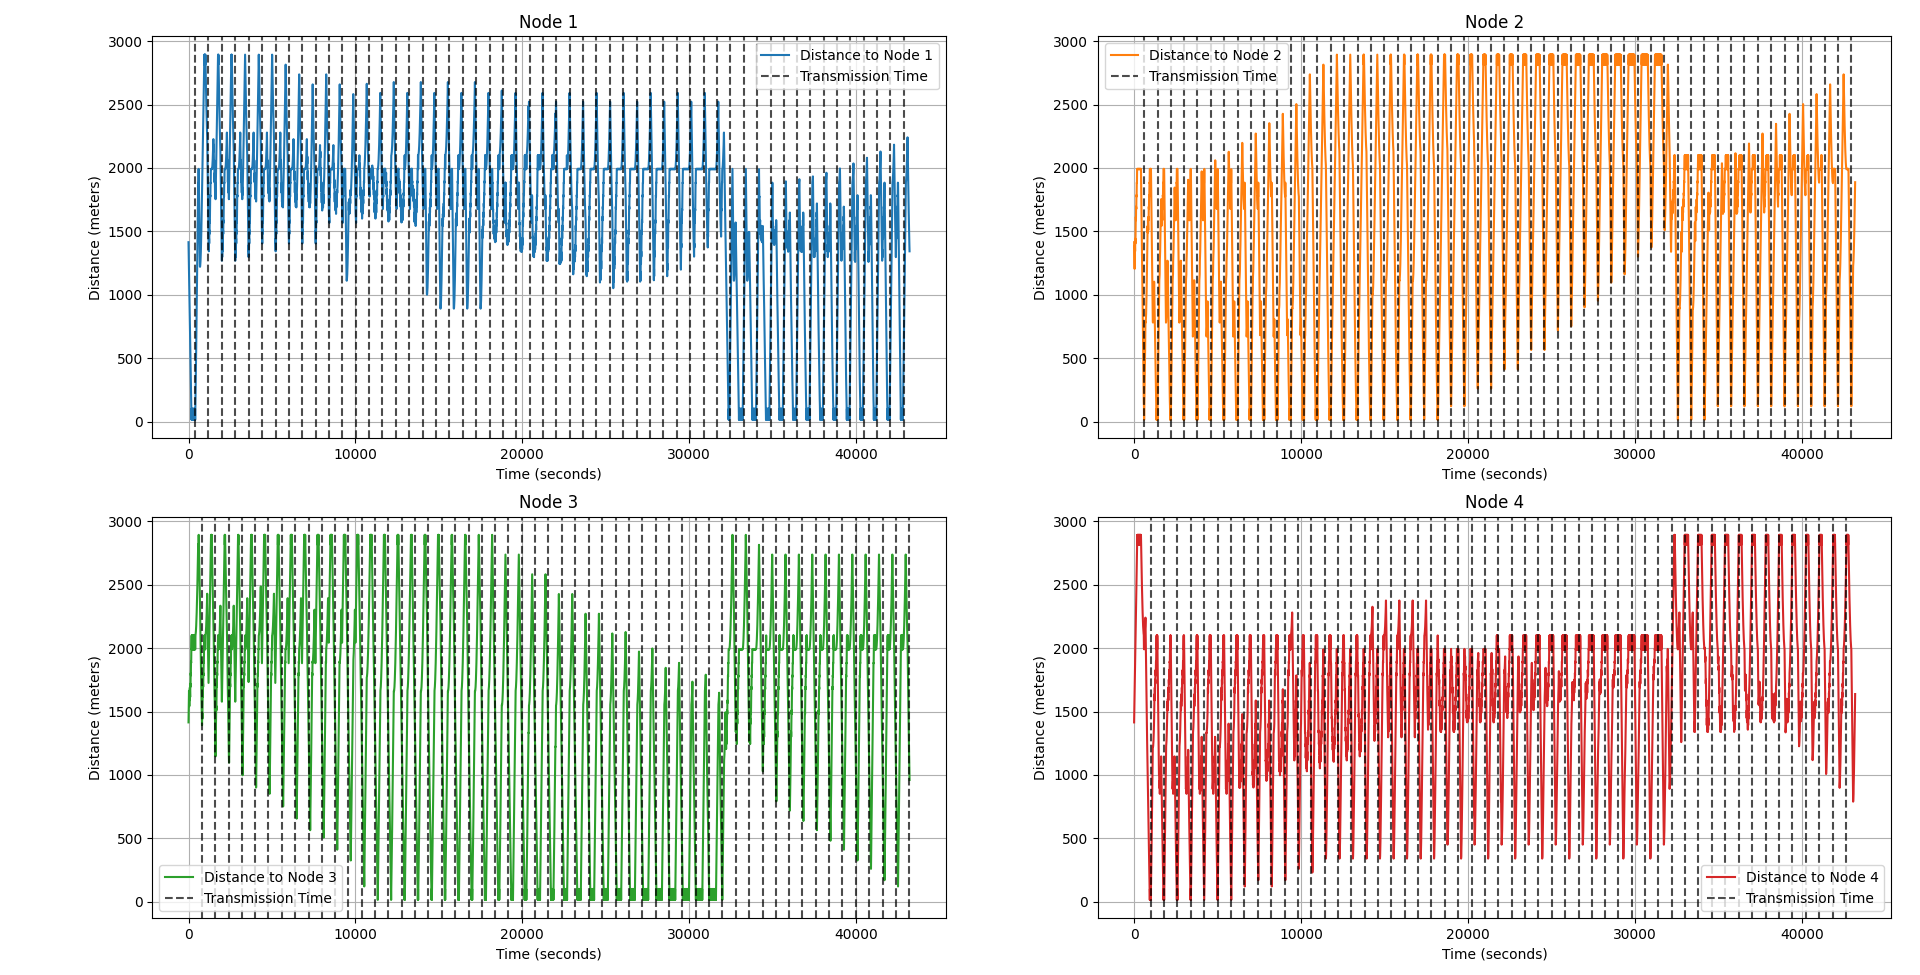 Node 1
3000
2500
2000
1500
1000
500
0
Distance (meters)
Distance to Node 1
Transmission Time
0 10000 20000 30000 40000
Time (seconds)
Node 2
3000
2500
2000
1500
1000
500
0
Distance (meters)
Distance to Node 2
Transmission Time
0 10000 20000 30000 40000
Time (seconds)
Node 3
3000
2500
2000
1500
1000
500
0
Distance (meters)
Distance to Node 3
Transmission Time
0 10000 20000 30000 40000
Time (seconds)
Node 4
3000
2500
2000
1500
1000
500
0
Distance (meters)
Distance to Node 4
Transmission Time
0 10000 20000 30000 40000
Time (seconds)